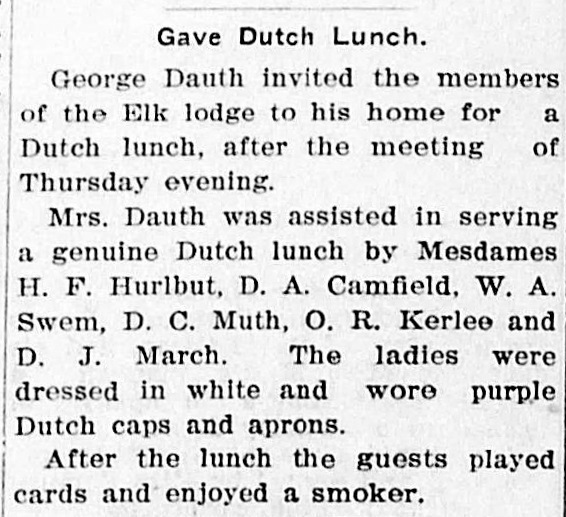 Gave Dutch Lunch.
George Dauth invited the members
of the Elk lodge to his home for a
Dutch lunch, after the meeting of
Thursday evening.
Mrs. Dauth was assisted in serving
a genuine Dutch lunch by Mesdames
H. F. Hurlbut, D. A. Camfield, W. A.
Swem, D. C. Muth, O. R. Kerlee and
D. J. March. The ladies were
dressed in white and wore purple
Dutch caps and aprons.
After the lunch the guests played
cards and enjoyed a smoker.